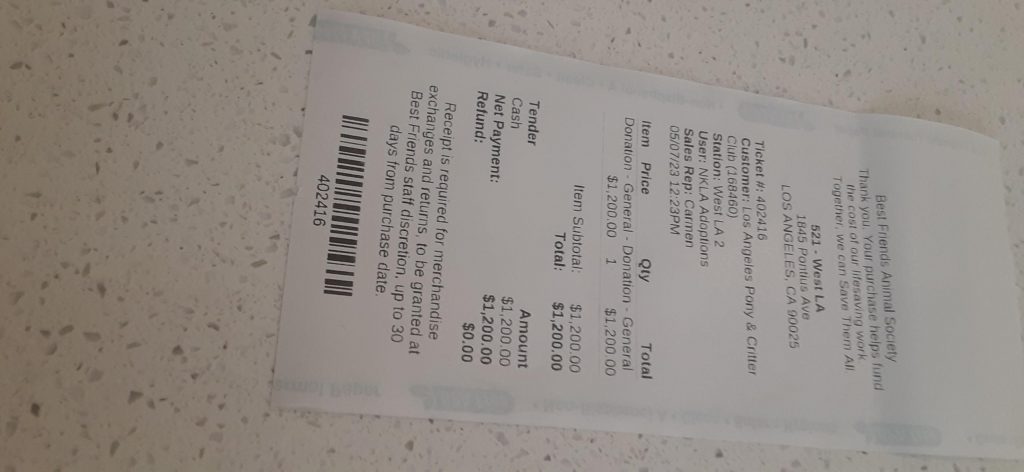 Best Friends Animal Society
Thank you. Your purchase helps fund
the cost of our lifesaving work.
Together, we can Save Them All.
521 - West LA
1845 Pontius Ave
LOS ANGELES, CA 90025
Ticket #: 402416
Customer: Los Angeles Pony & Critter
Club (168460)
Station: West LA 2
User: NKLA Adoptions
Sales Rep: Carmen
05/07/23 12:23PM
Item Price Qty Total
Donation - General - Donation - General
$1,200.00 1 $1,200.00
Item Subtotal: $1,200.00
Total: $1,200.00
Tender Amount
Cash $1,200.00
Net Payment: $1,200.00
Refund: $0.00
Receipt is required for merchandise
exchanges and returns, to be granted at
Best Friends staff discretion, up to 30
days from purchase date.
402416